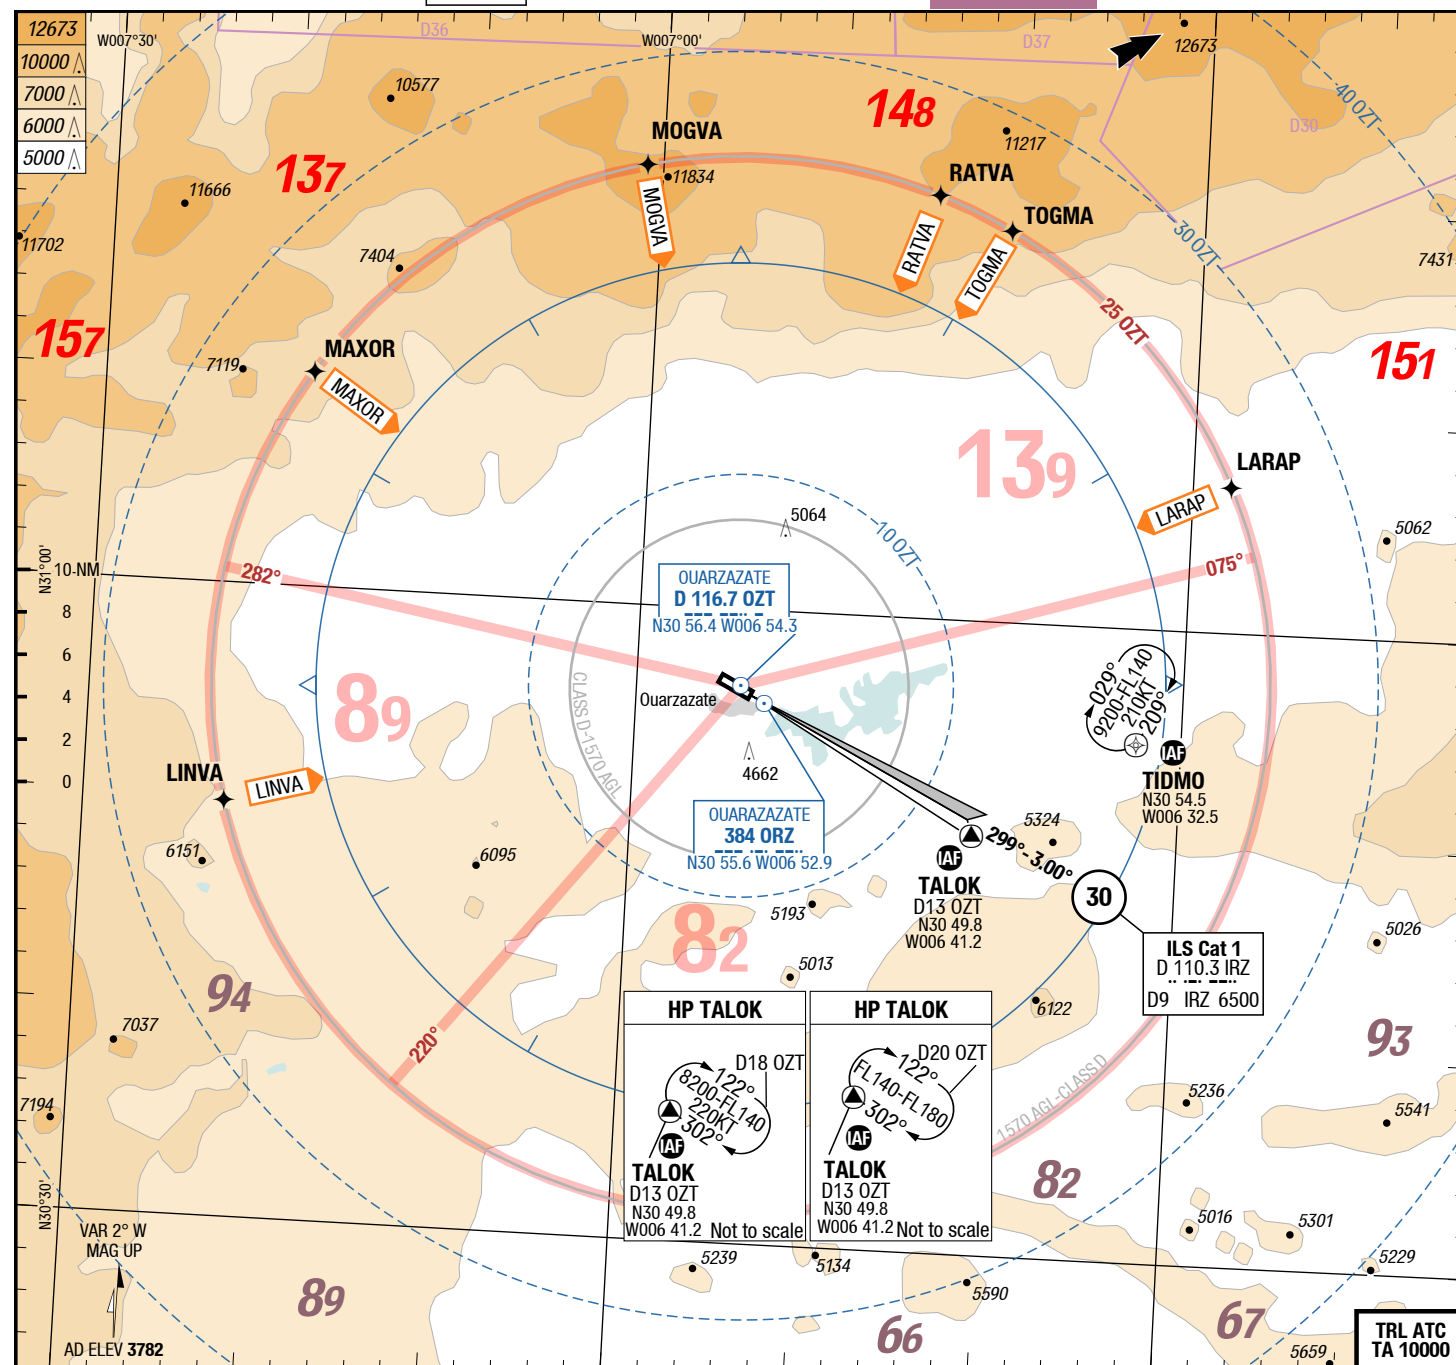 12673
10000
7000
6000
5000
W007°30'
W007°00'
D36
D37
D30
12673
40 OZT
30 OZT
25 OZT
10 OZT
10577
11666
11702
7404
7119
11834
11217
7431
137
148
157
151
139
89
82
MOGVA
MOGVA
RATVA
RATVA
TOGMA
TOGMA
MAXOR
MAXOR
LARAP
LARAP
LINVA
LINVA
5062
5064
N31°00'
10-NM
8
6
4
2
0
282°
075°
220°
OUARZAZATE
D 116.7 OZT
N30 56.4 W006 54.3
Ouarzazate
CLASS D-1570 AGL
4662
OUARAZAZATE
384 ORZ
N30 55.6 W006 52.9
029°
9200-FL140
210KT
209°
IAF
TIDMO
N30 54.5
W006 32.5
5324
299°-3.00°
30
IAF
TALOK
D13 OZT
N30 49.8
W006 41.2
ILS Cat 1
D 110.3 IRZ
D9 IRZ 6500
6151
6095
5193
5013
6122
5026
94
93
7037
7194
5236
5541
1570 AGL-CLASS D
HP TALOK
D18 OZT
122°
8200-FL140
220KT
302°
IAF
TALOK
D13 OZT
N30 49.8
W006 41.2 Not to scale
HP TALOK
D20 OZT
122°
FL140-FL180
302°
IAF
TALOK
D13 OZT
N30 49.8
W006 41.2 Not to scale
82
N30°30'
VAR 2° W
MAG UP
5239
5134
5590
5016
5301
5229
89
66
67
5659
AD ELEV 3782
TRL ATC
TA 10000